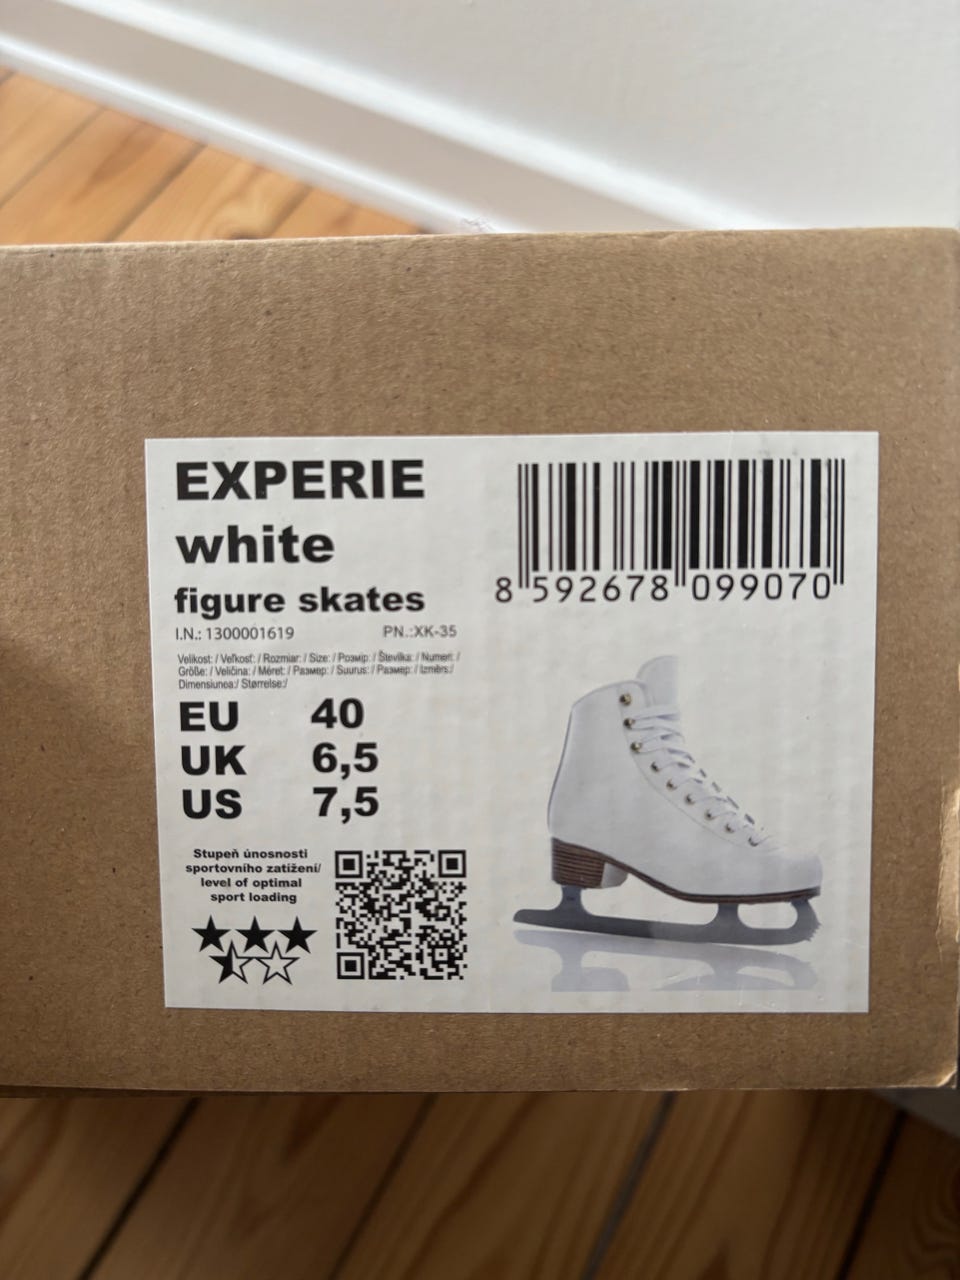 EXPERIE
white
figure skates
I.N.: 1300001619 PN.:XK-35
Velikost: / Veľkosť: / Rozmiar: / Size: / Розмір: / Številka: / Numeri: /
Größe: / Veličina: / Méret: / Размер: / Suurus: / Размер: / Izmērs:/
Dimensiunea:/ Størrelse:/
EU 40
UK 6,5
US 7,5
Stupeň únosnosti
sportovního zatížení/
level of optimal
sport loading
8 592678 099070